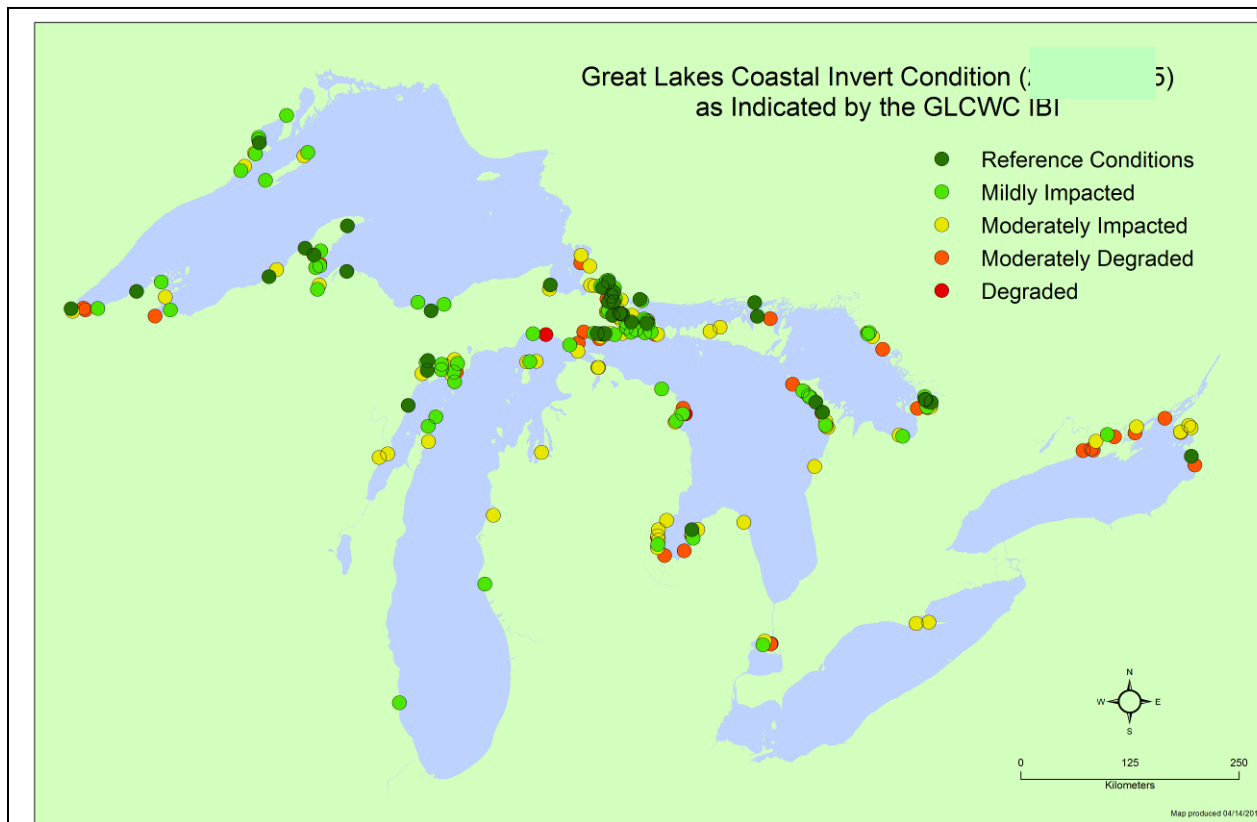 Great Lakes Coastal Invert Condition ( 5)
as Indicated by the GLCWC IBI
Reference Conditions
Mildly Impacted
Moderately Impacted
Moderately Degraded
Degraded
N
W E
S
0 125 250
Kilometers
Map produced 04/14/201